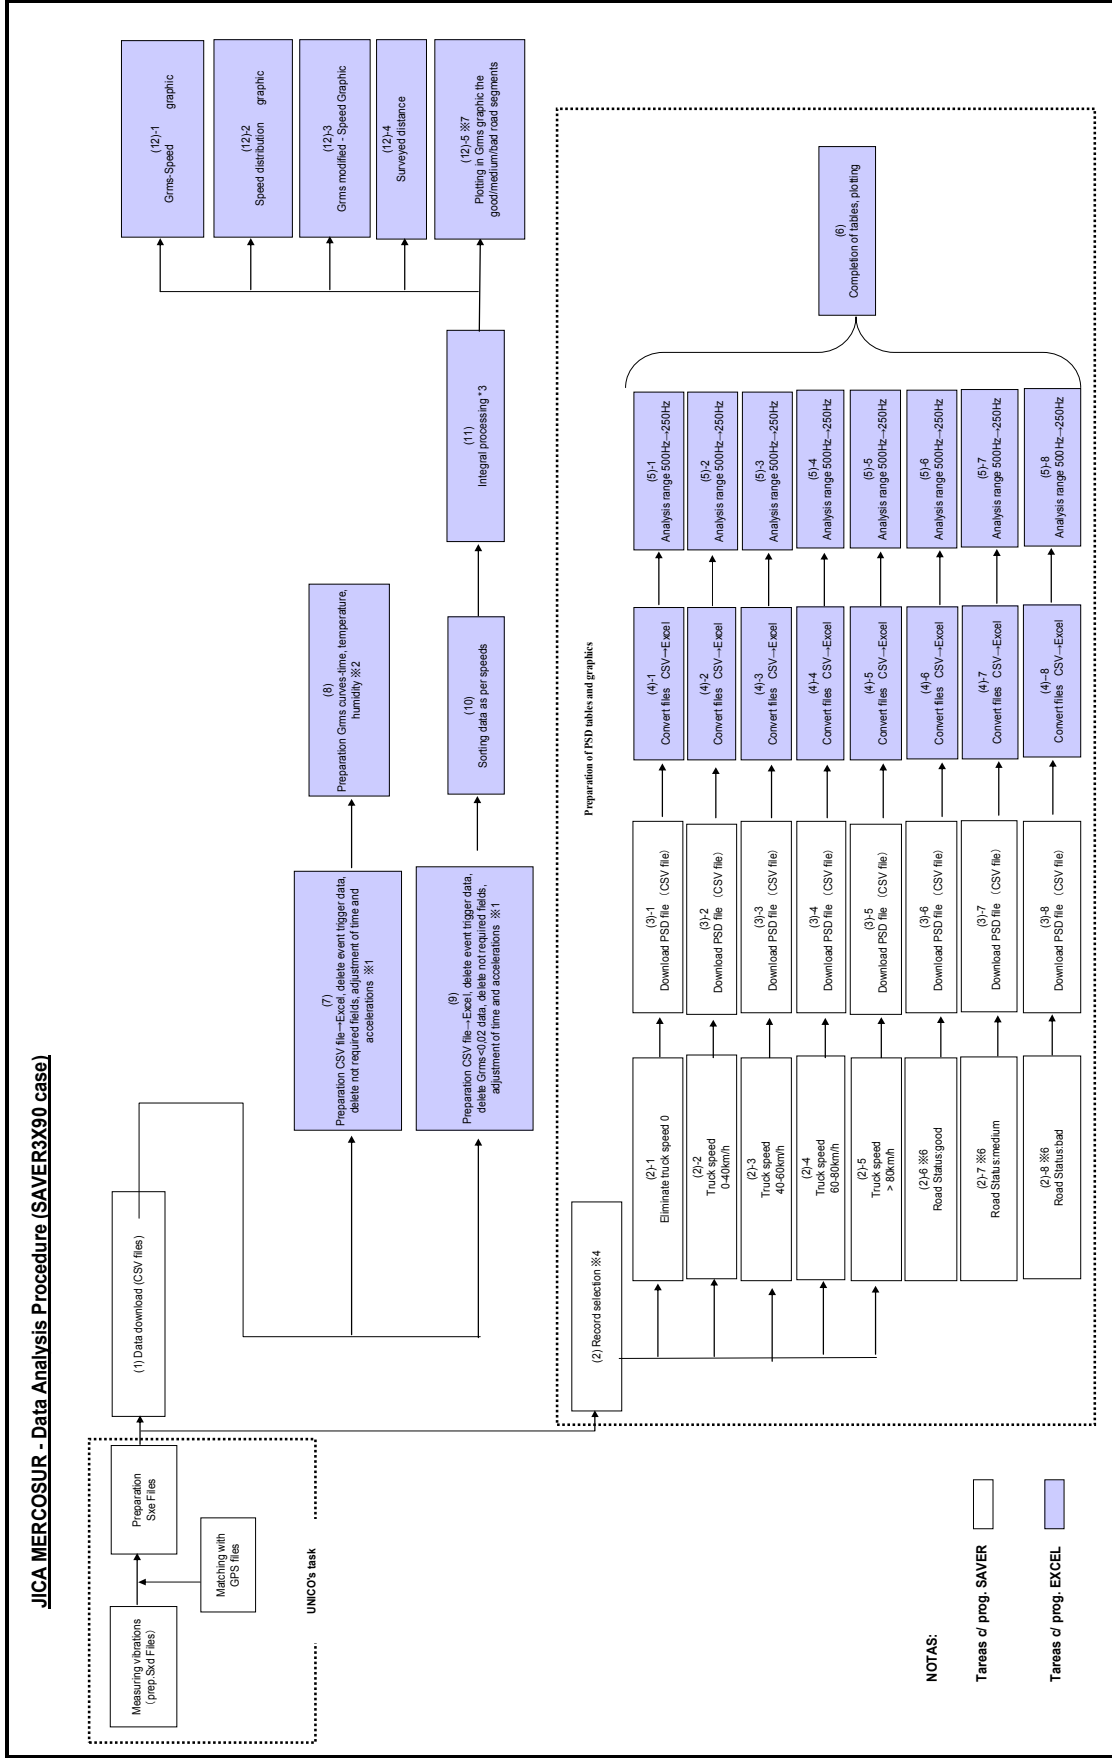 JICA MERCOSUR - Data Analysis Procedure (SAVER3X90 case)
Measuring vibrations
(prep.Sxd Files)
Matching with
GPS files
Preparation
Sxe Files
UNICO's task
(1) Data download (CSV files)
(7)
Preparation CSV file→Excel, delete event trigger data,
delete not required fields, adjustment of time and
accelerations ※1
(8)
Preparation Grms curves-time, temperature,
humidity ※2
(9)
Preparation CSV file→Excel, delete event trigger data,
delete Grms<0,02 data, delete not required fields,
adjustment of time and accelerations ※1
(10)
Sorting data as per speeds
(11)
Integral processing *3
(12)-1
Grms-Speed graphic
(12)-2
Speed distribution graphic
(12)-3
Grms modified - Speed Graphic
(12)-4
Surveyed distance
(12)-5 ※7
Plotting in Grms graphic the
good/medium/bad road segments
Preparation of PSD tables and graphics
(2) Record selection ※4
(2)-1
Eliminate truck speed 0
(3)-1
Download PSD file (CSV file)
(4)-1
Convert files CSV→Excel
(5)-1
Analysis range 500Hz→250Hz
(2)-2
Truck speed
0-40km/h
(3)-2
Download PSD file (CSV file)
(4)-2
Convert files CSV→Excel
(5)-2
Analysis range 500Hz→250Hz
(2)-3
Truck speed
40-60km/h
(3)-3
Download PSD file (CSV file)
(4)-3
Convert files CSV→Excel
(5)-3
Analysis range 500Hz→250Hz
(2)-4
Truck speed
60-80km/h
(3)-4
Download PSD file (CSV file)
(4)-4
Convert files CSV→Excel
(5)-4
Analysis range 500Hz→250Hz
(2)-5
Truck speed
> 80km/h
(3)-5
Download PSD file (CSV file)
(4)-5
Convert files CSV→Excel
(5)-5
Analysis range 500Hz→250Hz
(2)-6 ※6
Road Status:good
(3)-6
Download PSD file (CSV file)
(4)-6
Convert files CSV→Excel
(5)-6
Analysis range 500Hz→250Hz
(2)-7 ※6
Road Status:medium
(3)-7
Download PSD file (CSV file)
(4)-7
Convert files CSV→Excel
(5)-7
Analysis range 500Hz→250Hz
(2)-8 ※6
Road Status:bad
(3)-8
Download PSD file (CSV file)
(4)--8
Convert files CSV→Excel
(5)-8
Analysis range 500Hz→250Hz
(6)
Completion of tables, plotting
NOTAS:
Tareas c/ prog. SAVER
Tareas c/ prog. EXCEL